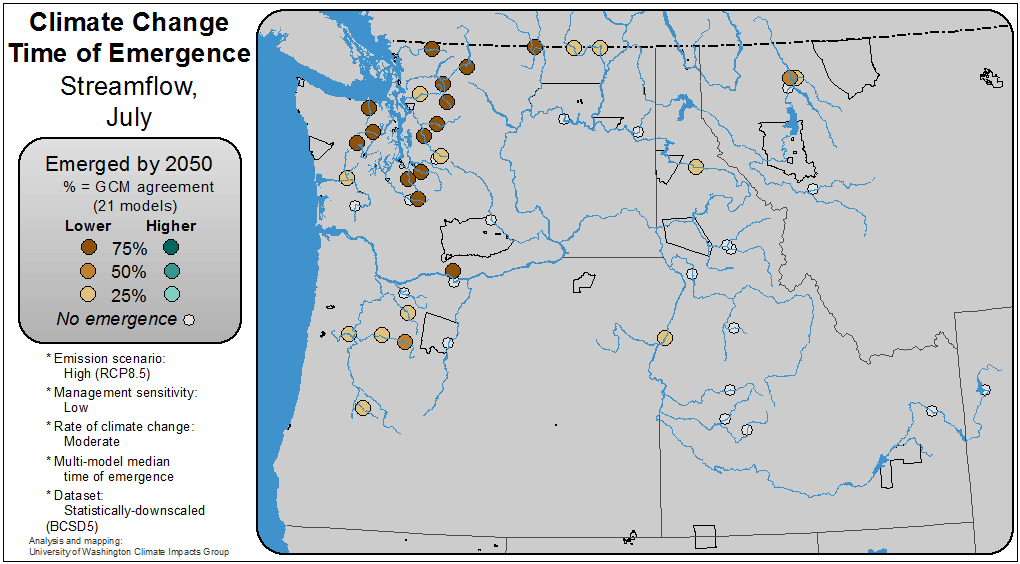 Climate Change
Time of Emergence
Streamflow,
July
Emerged by 2050
% = GCM agreement
(21 models)
Lower Higher
75%
50%
25%
No emergence
* Emission scenario:
High (RCP8.5)
* Management sensitivity:
Low
* Rate of climate change:
Moderate
* Multi-model median
time of emergence
* Dataset:
Statistically-downscaled
(BCSD5)
Analysis and mapping:
University of Washington Climate Impacts Group